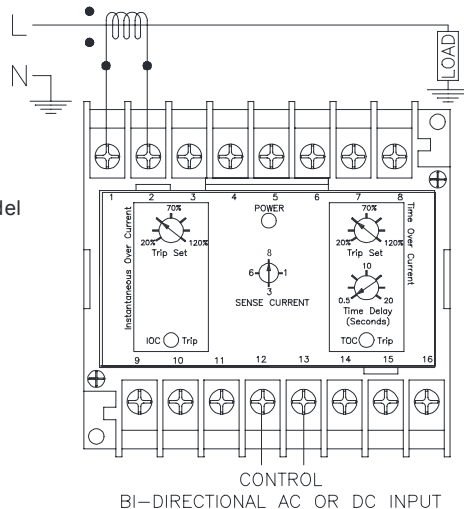 L
N
LOAD
del
1 2 3 4 5 6 7 8
Instantaneous Over Current
70%
20% 120%
Trip Set
IOC Trip
POWER
8
6 1
3
SENSE CURRENT
70%
20% 120%
Trip Set
10
0.5 20
Time Delay
(Seconds)
TOC Trip
Time Over Current
9 10 11 12 13 14 15 16
CONTROL
BI-DIRECTIONAL AC OR DC INPUT